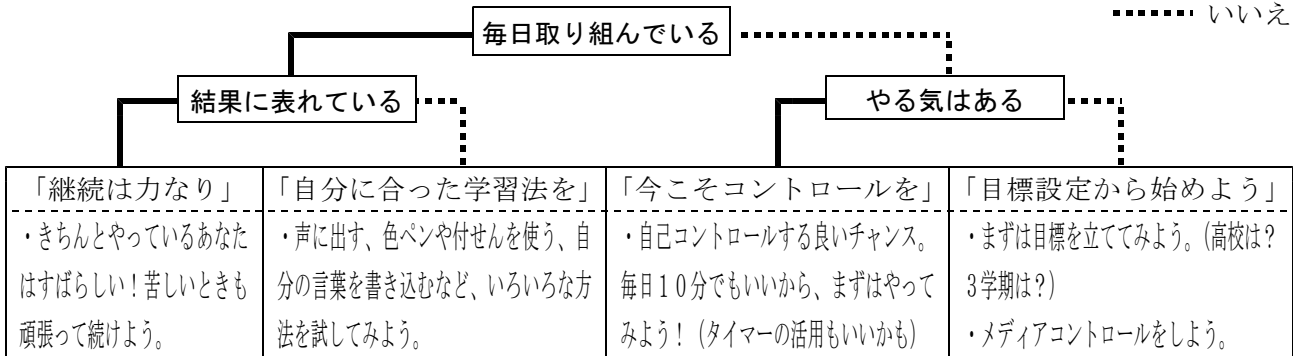 いいえ
毎日取り組んでいる
結果に表れている
やる気はある
「継続は力なり」
・きちんとやっているあなた
はすばらしい!苦しいときも
頑張って続けよう。
「自分に合った学習法を」
・声に出す、色ペンや付せんを使う、自
分の言葉を書き込むなど、いろいろな方
法を試してみよう。
「今こそコントロールを」
・自己コントロールする良いチャンス。
毎日10分でもいいから、まずはやって
みよう! (タイマーの活用もいいかも)
「目標設定から始めよう」
・まずは目標を立ててみよう。(高校は?
3学期は?)
・メディアコントロールをしよう。